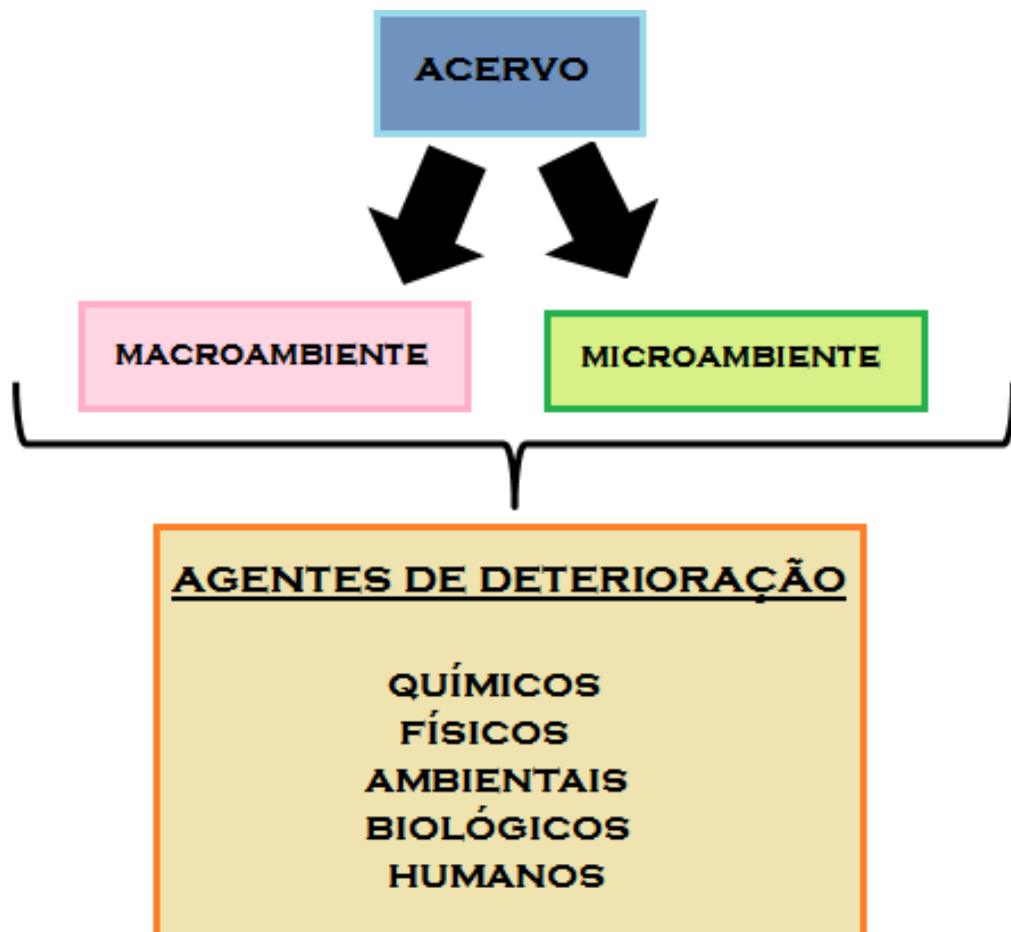 ACERVO
MACROAMBIENTE
MICROAMBIENTE
AGENTES DE DETERIORAÇÃO
QUÍMICOS
FÍSICOS
AMBIENTAIS
BIOLÓGICOS
HUMANOS